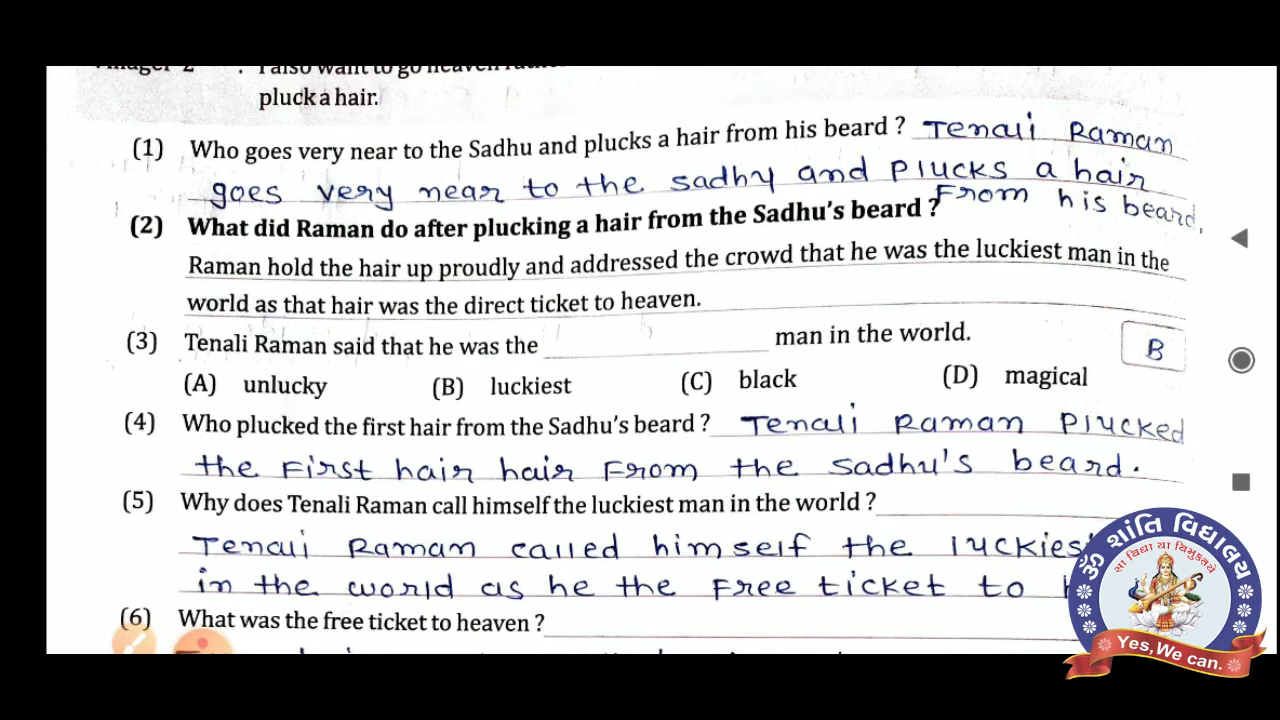 I also want to go heaven
pluck a hair.
(1) Who goes very near to the Sadhu and plucks a hair from his beard ? Tenali Raman
goes very near to the sadhy and plucks a hair
From his beard,
(2) What did Raman do after plucking a hair from the Sadhu's beard ?
Raman hold the hair up proudly and addressed the crowd that he was the luckiest man in the
world as that hair was the direct ticket to heaven.
(3) Tenali Raman said that he was the man in the world. B
(A) unlucky (B) luckiest (C) black (D) magical
(4) Who plucked the first hair from the Sadhu's beard ? Tenali Raman Plucked
the First hair hair From the sadhu's beard.
(5) Why does Tenali Raman call himself the luckiest man in the world ?
Tenali Raman called himself the
in the world as he the Free ticket to
(6) What was the free ticket to heaven ?
ૐ શાંતિ વિદ્યાલય
सा विद्या या विमुक्तये
Yes, We can.